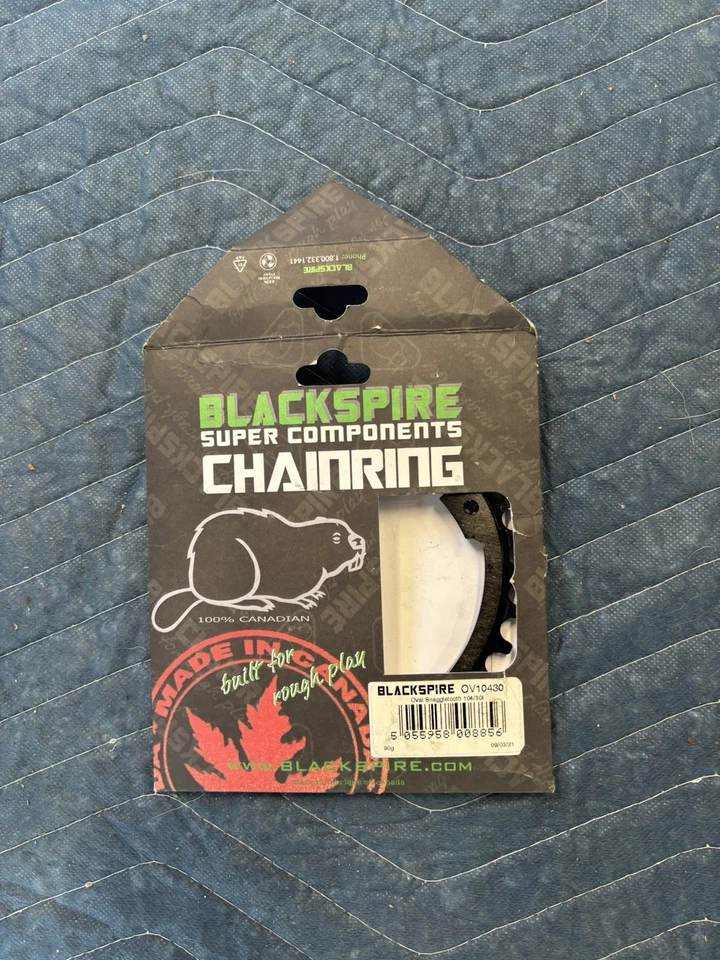 Phone: 1.800.332.1441
BLACKSPIRE
BLACKSPIRE
SUPER COMPONENTS
CHAINRING
100% CANADIAN
MADE IN CANADA
built for
rough play
BLACKSPIRE OV10430
Oval Snaggletooth 104/30t
5 055958 008856
90g 09/03/21
WWW.BLACKSPIRE.COM